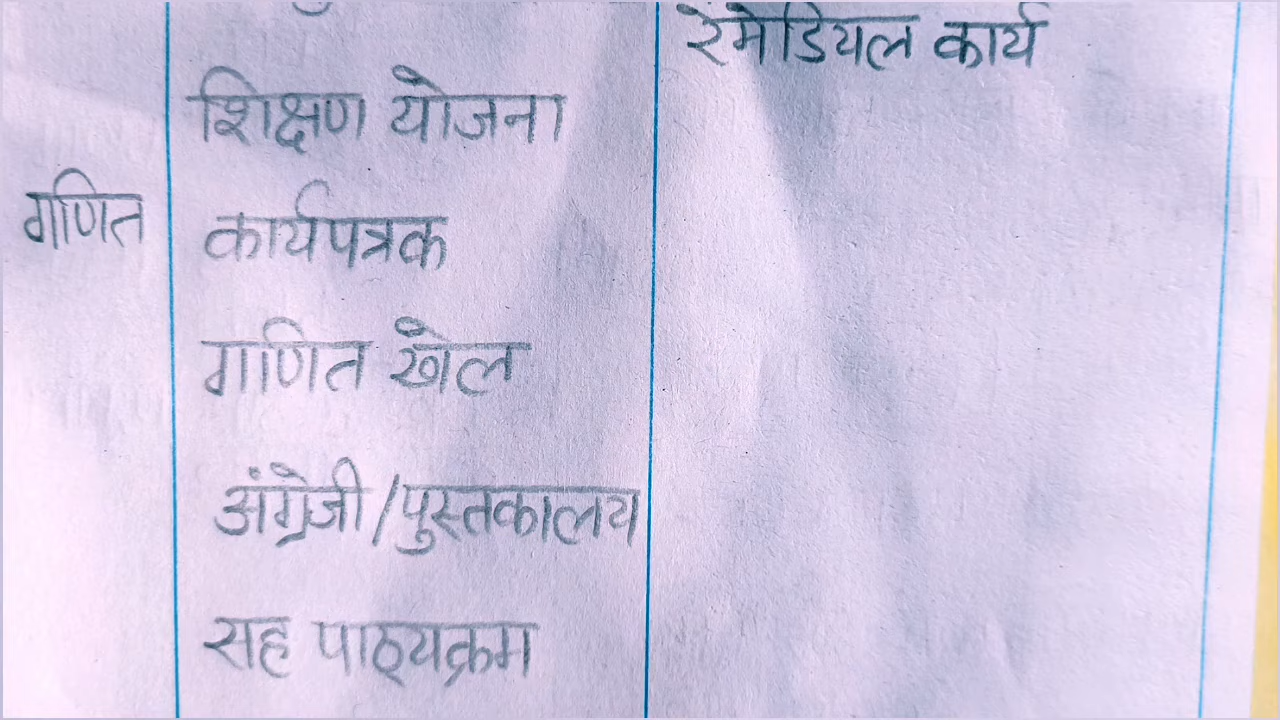 रेमेडियल कार्य
शिक्षण योजना
गणित
कार्यपत्रक
गणित खेल
अंग्रेजी/पुस्तकालय
सह पाठ्यक्रम